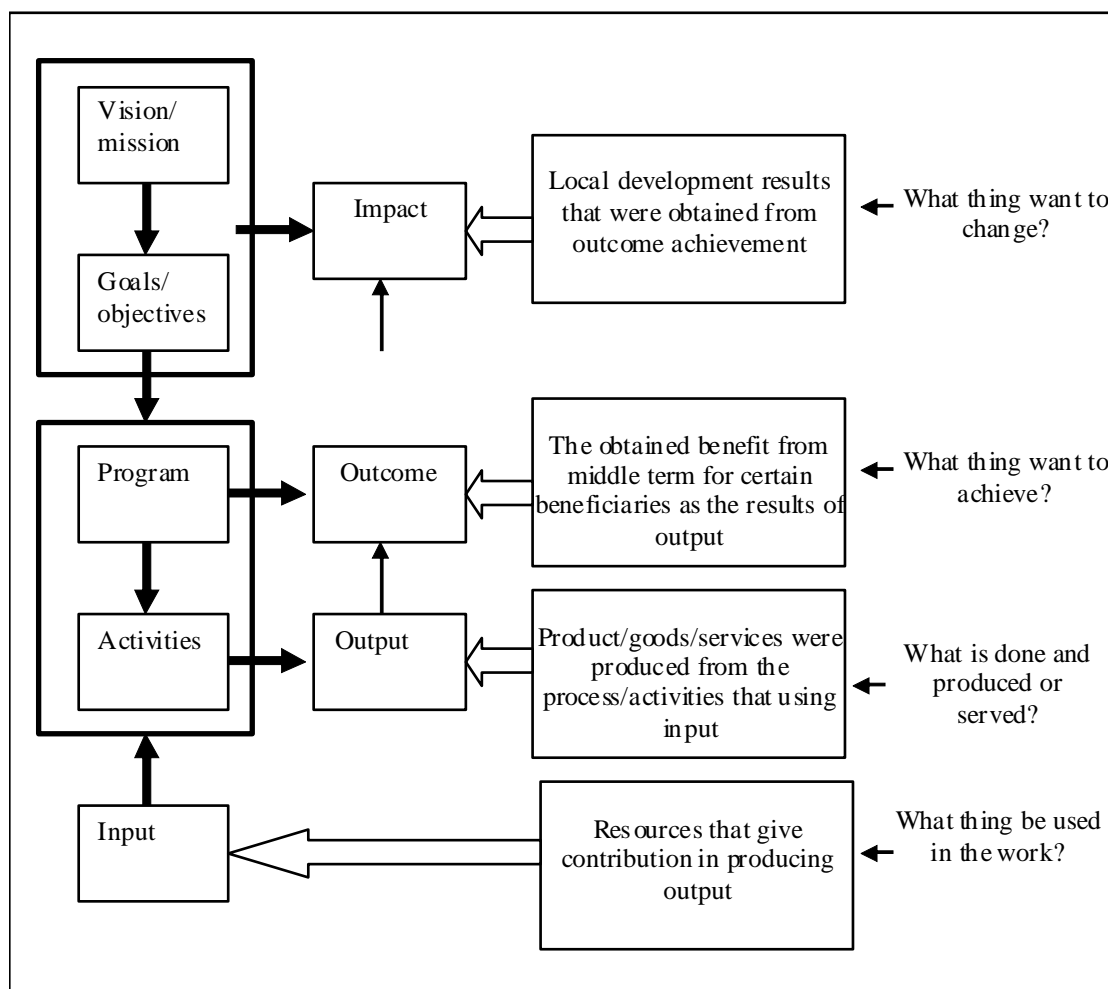 Vision/
mission
Goals/
objectives
Impact
Local development results
that were obtained from
outcome achievement
What thing want to
change?
Program
Outcome
The obtained benefit from
middle term for certain
beneficiaries as the results of
output
What thing want to
achieve?
Activities
Output
Product/goods/services were
produced from the
process/activities that using
input
What is done and
produced or
served?
Input
Resources that give
contribution in producing
output
What thing be used
in the work?